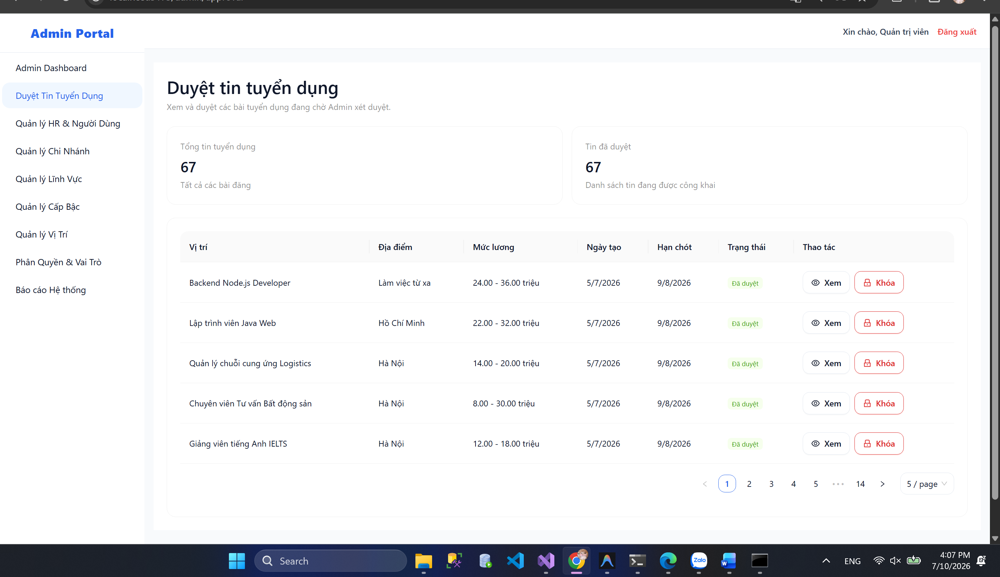 Admin Portal
Xin chào, Quản trị viên Đăng xuất
Admin Dashboard
Duyệt Tin Tuyển Dụng
Quản lý HR & Người Dùng
Quản lý Chi Nhánh
Quản lý Lĩnh Vực
Quản lý Cấp Bậc
Quản lý Vị Trí
Phân Quyền & Vai Trò
Báo cáo Hệ thống
Duyệt tin tuyển dụng
Xem và duyệt các bài tuyển dụng đang chờ Admin xét duyệt.
Tổng tin tuyển dụng
67
Tất cả các bài đăng
Tin đã duyệt
67
Danh sách tin đang được công khai
Vị trí Địa điểm Mức lương Ngày tạo Hạn chót Trạng thái Thao tác
Backend Node.js Developer Làm việc từ xa 24.00 - 36.00 triệu 5/7/2026 9/8/2026 Đã duyệt Xem Khóa
Lập trình viên Java Web Hồ Chí Minh 22.00 - 32.00 triệu 5/7/2026 9/8/2026 Đã duyệt Xem Khóa
Quản lý chuỗi cung ứng Logistics Hà Nội 14.00 - 20.00 triệu 5/7/2026 9/8/2026 Đã duyệt Xem Khóa
Chuyên viên Tư vấn Bất động sản Hà Nội 8.00 - 30.00 triệu 5/7/2026 9/8/2026 Đã duyệt Xem Khóa
Giảng viên tiếng Anh IELTS Hà Nội 12.00 - 18.00 triệu 5/7/2026 9/8/2026 Đã duyệt Xem Khóa
< 1 2 3 4 5 ••• 14 > 5 / page
Search
Zalo
W
ENG
4:07 PM
7/10/2026